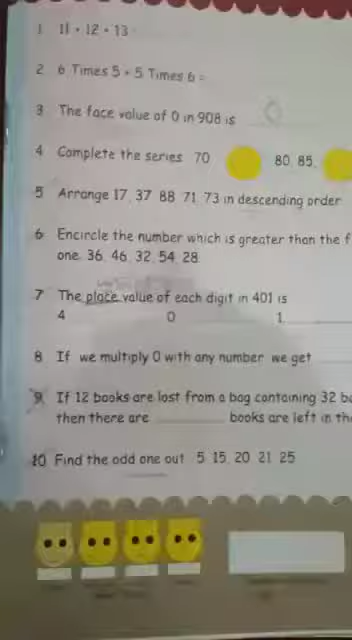 1 11 + 12 + 13
2 6 Times 5 + 5 Times 6 =
3 The face value of 0 in 908 is 0
4 Complete the series 70 80, 85,
5 Arrange 17, 37, 88, 71, 73 in descending order
6 Encircle the number which is greater than the f
one. 36, 46, 32, 54, 28
7 The place value of each digit in 401 is
4 0 1
8 If we multiply 0 with any number we get
9. If 12 books are lost from a bag containing 32 bo
then there are books are left in the
10 Find the odd one out 5, 15, 20, 21, 25